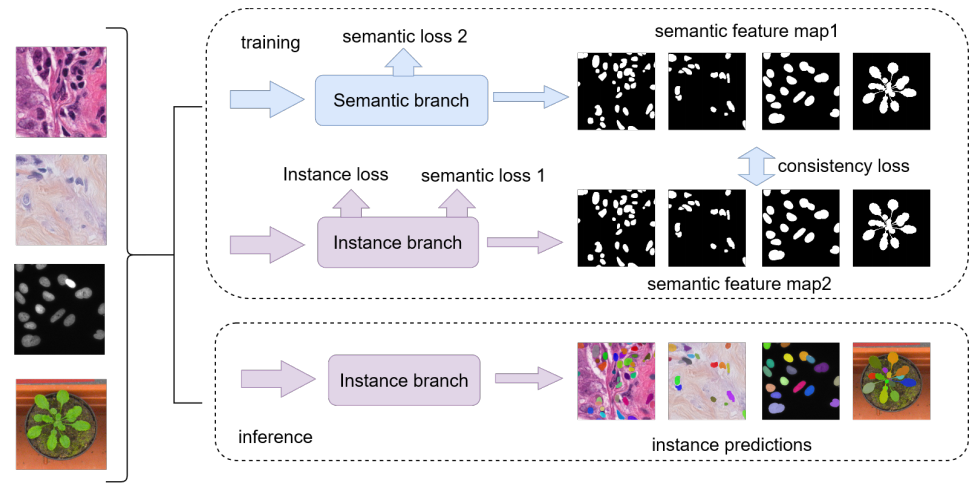 training
semantic loss 2
semantic feature map1
Semantic branch
Instance loss
semantic loss 1
consistency loss
Instance branch
semantic feature map2
Instance branch
inference
instance predictions